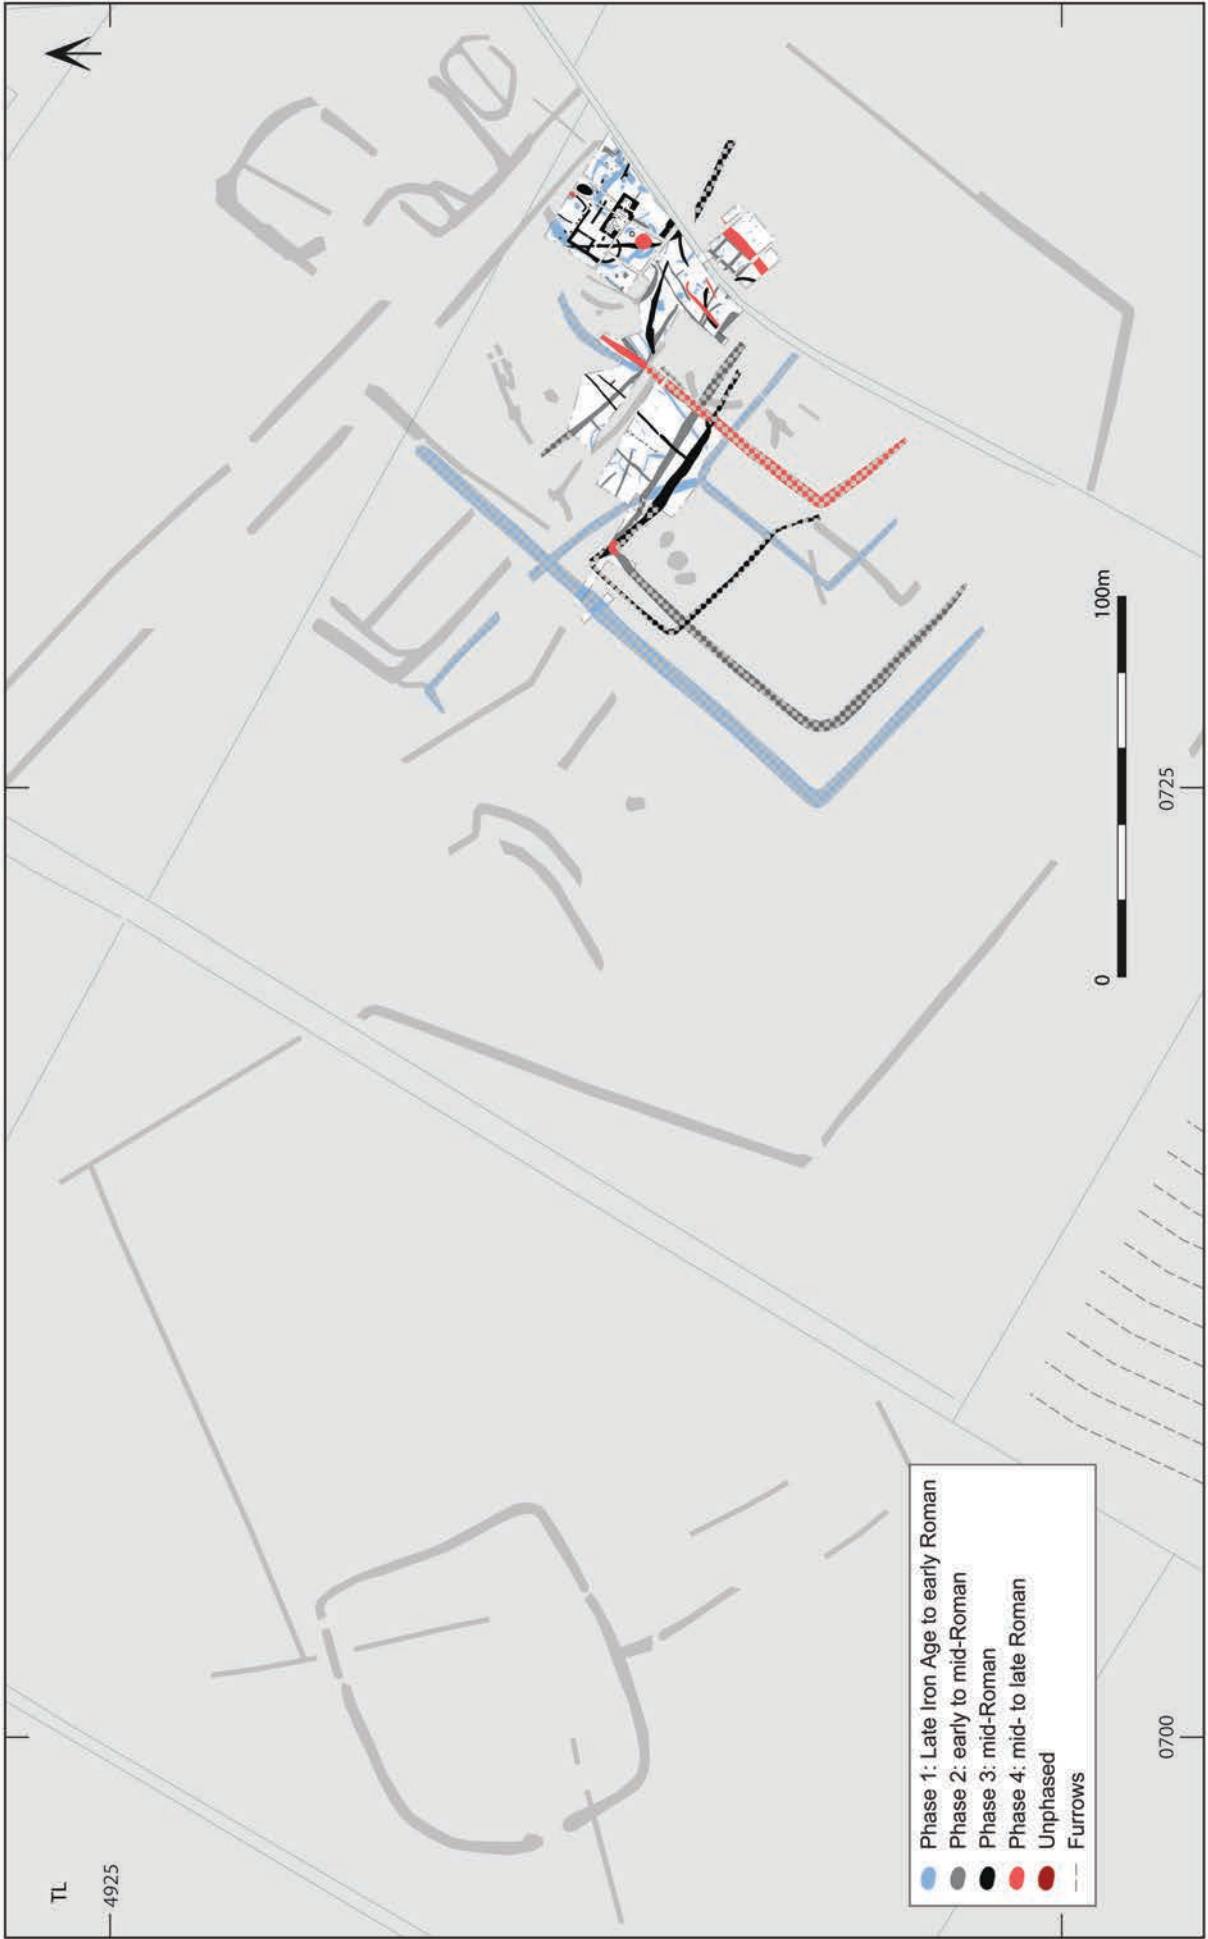 TL
4925
0700
0725
0
100m
Phase 1: Late Iron Age to early Roman
Phase 2: early to mid-Roman
Phase 3: mid-Roman
Phase 4: mid- to late Roman
Unphased
Furrows